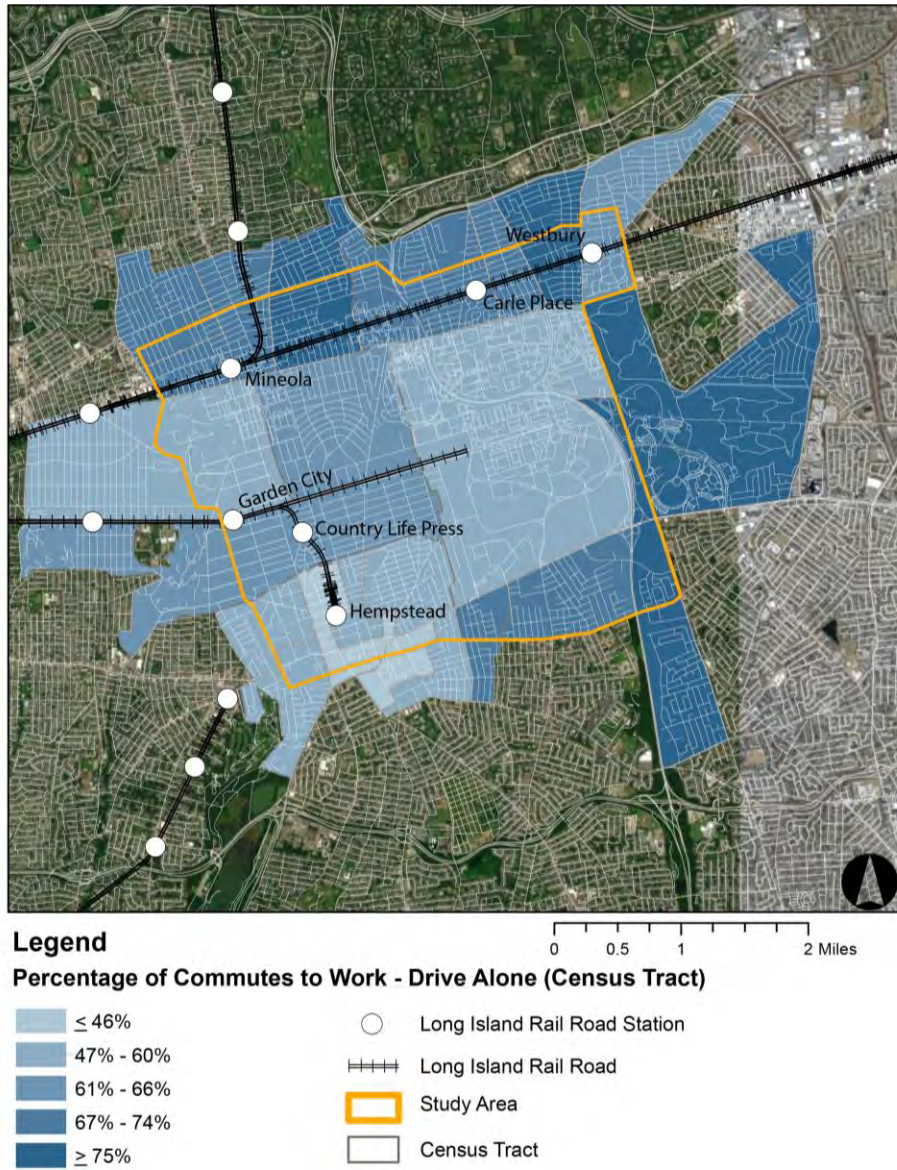 Westbury
Carle Place
Mineola
Garden City
Country Life Press
Hempstead
Legend
0 0.5 1 2 Miles
Percentage of Commutes to Work - Drive Alone (Census Tract)
≤ 46%
47% - 60%
61% - 66%
67% - 74%
≥ 75%
Long Island Rail Road Station
Long Island Rail Road
Study Area
Census Tract